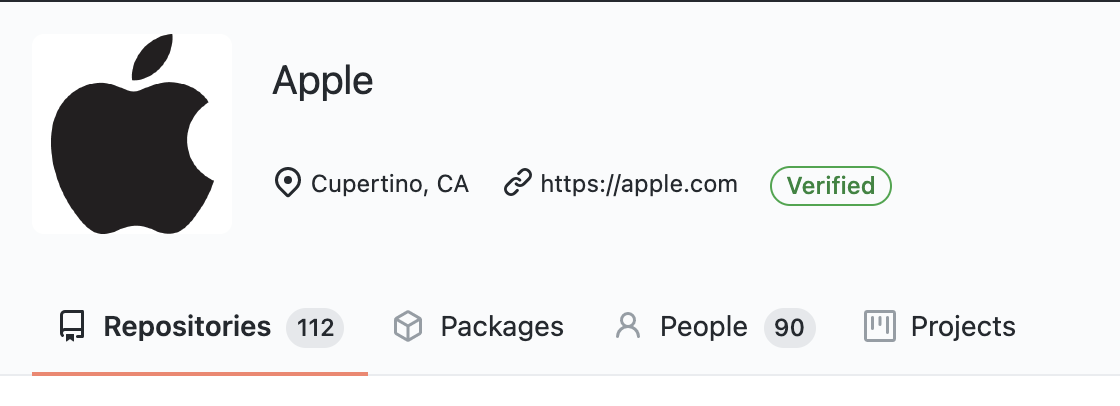 Apple
Cupertino, CA https://apple.com Verified
Repositories 112 Packages People 90 Projects